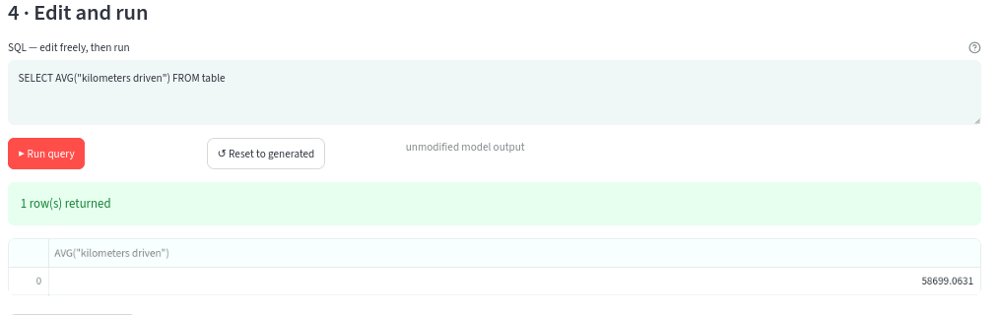 4 · Edit and run
SQL — edit freely, then run
SELECT AVG("kilometers driven") FROM table
▸ Run query
↺ Reset to generated
unmodified model output
1 row(s) returned
AVG("kilometers driven")
0
58699.0631